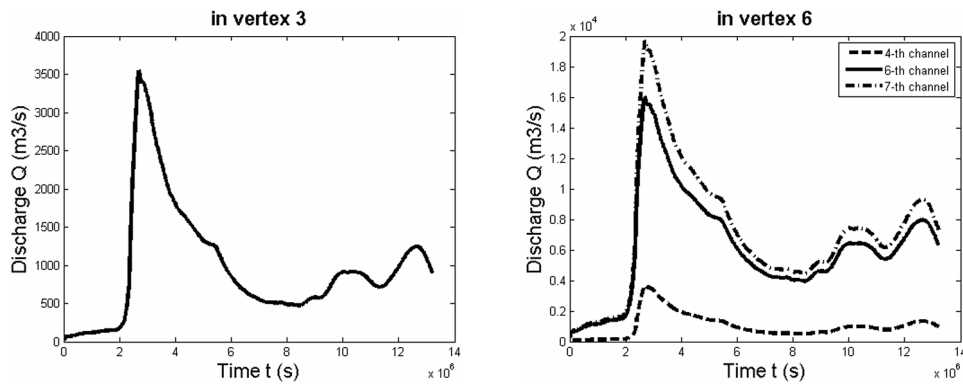 in vertex 3
4000
3500
3000
2500
2000
1500
1000
500
0
Discharge Q (m3/s)
0 2 4 6 8 10 12 14
Time t (s)
x 10^6
in vertex 6
x 10^4
2
1.8
1.6
1.4
1.2
1
0.8
0.6
0.4
0.2
0
Discharge Q (m3/s)
4-th channel
6-th channel
7-th channel
0 2 4 6 8 10 12 14
Time t (s)
x 10^6